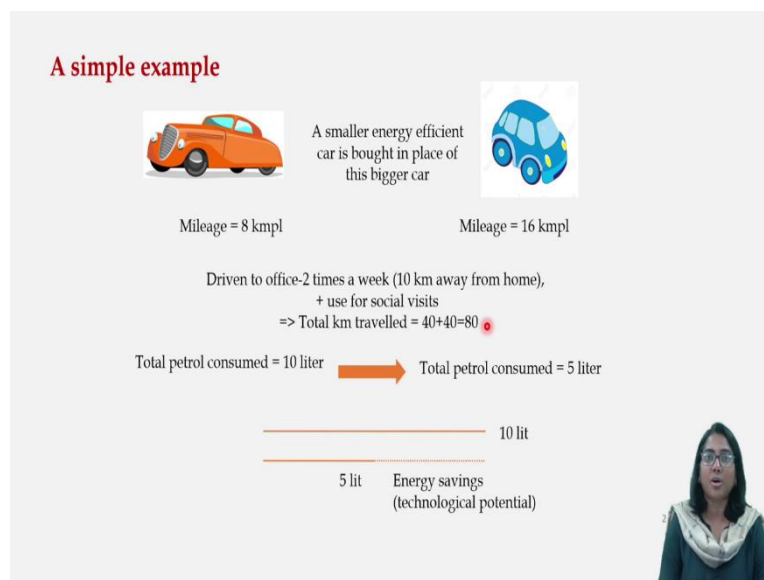 A simple example
A smaller energy efficient
car is bought in place of
this bigger car
Mileage = 8 kmpl
Mileage = 16 kmpl
Driven to office-2 times a week (10 km away from home),
+ use for social visits
=> Total km travelled = 40+40=80
Total petrol consumed = 10 liter
Total petrol consumed = 5 liter
10 lit
5 lit
Energy savings
(technological potential)
2